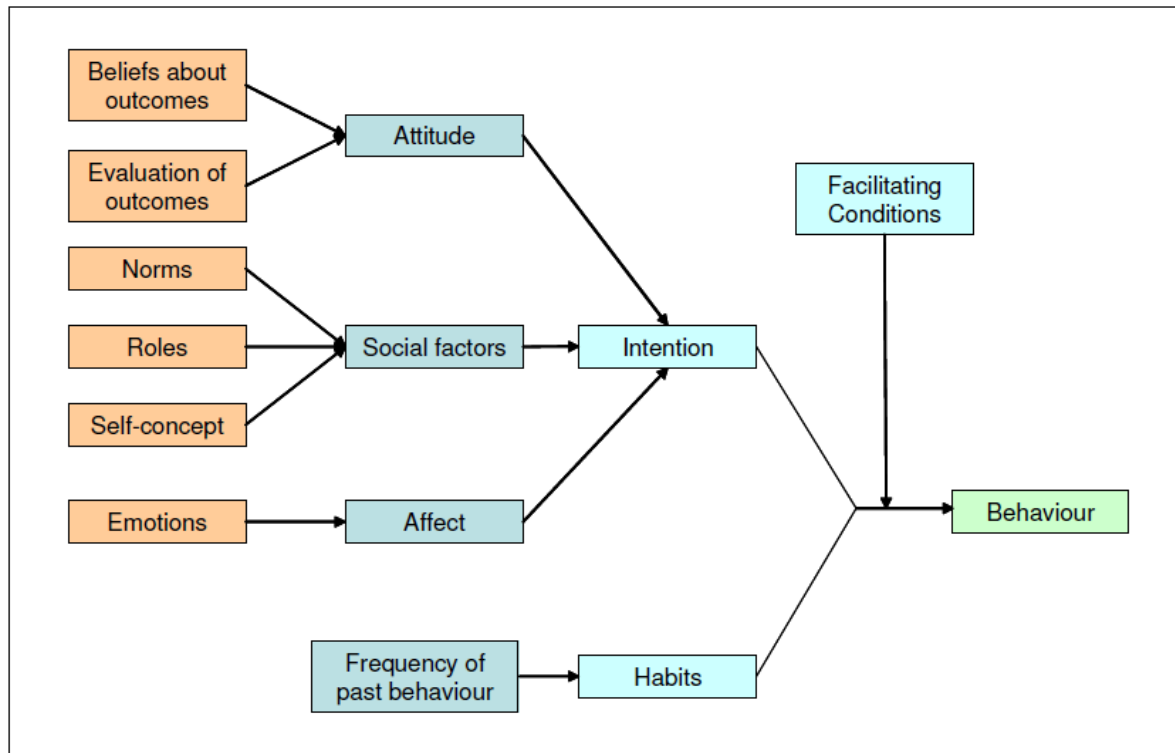 Beliefs about
outcomes
Evaluation of
outcomes
Norms
Roles
Self-concept
Emotions
Attitude
Social factors
Affect
Frequency of
past behaviour
Intention
Habits
Facilitating
Conditions
Behaviour